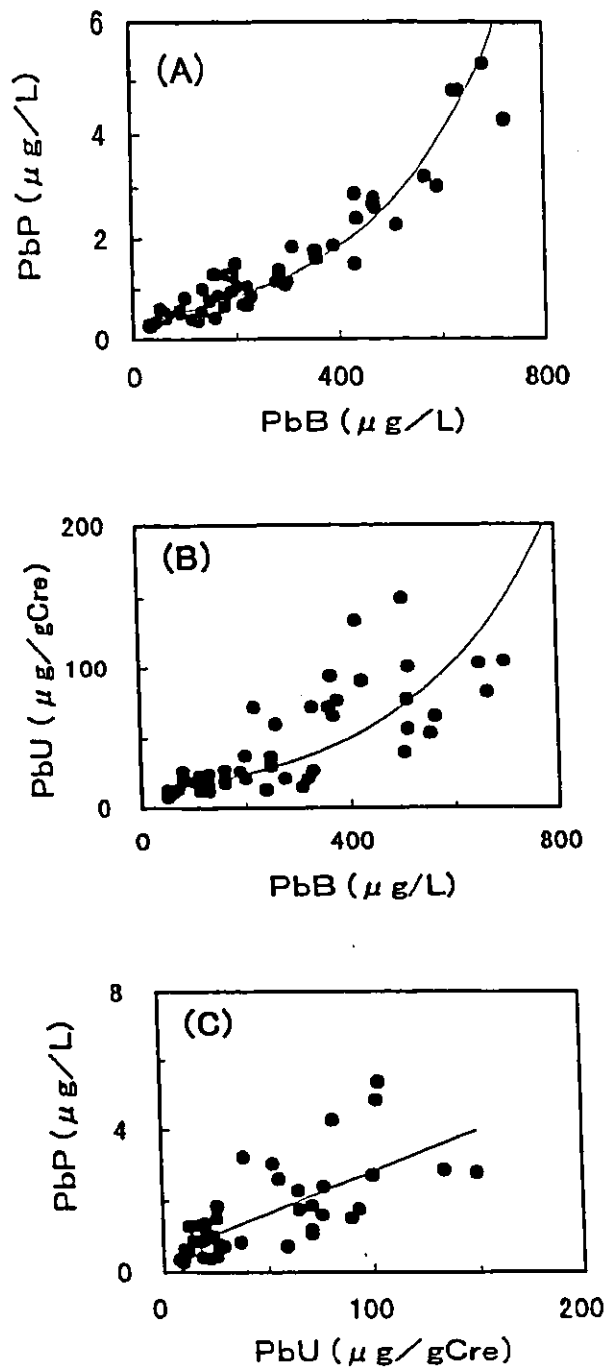 (A)
PbP (μg/L)
6
4
2
0
0 400 800
PbB (μg/L)
(B)
PbU (μg/gCre)
200
100
0
0 400 800
PbB (μg/L)
(C)
PbP (μg/L)
8
4
0
0 100 200
PbU (μg/gCre)